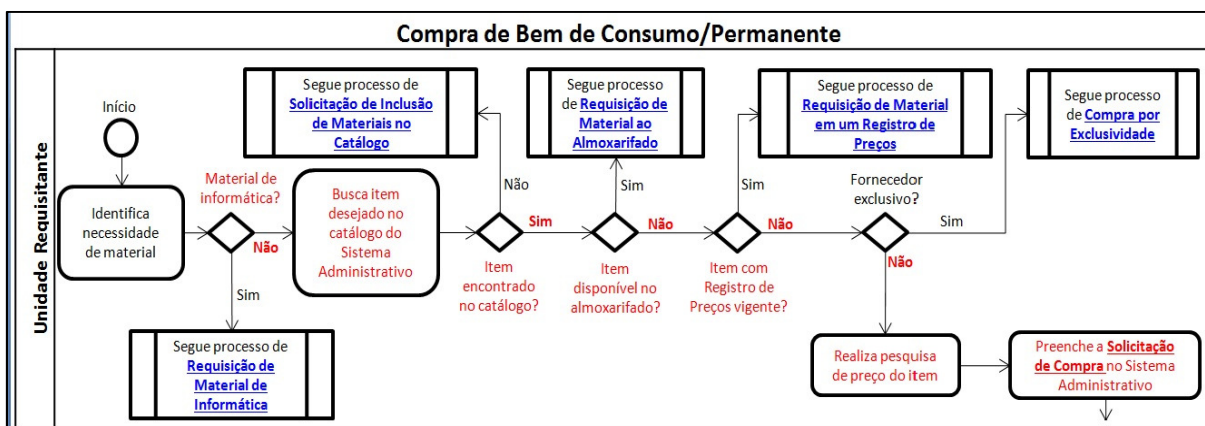 Compra de Bem de Consumo/Permanente
Unidade Requisitante
Início
Identifica
necessidade
de material
Material de
informática?
Não
Sim
Segue processo de
Requisição de
Material de
Informática
Busca item
desejado no
catálogo do
Sistema
Administrativo
Segue processo de
Solicitação de Inclusão
de Materiais no
Catálogo
Não
Sim
Item
encontrado
no catálogo?
Segue processo
de Requisição de
Material ao
Almoxarifado
Sim
Não
Item
disponível no
almoxarifado?
Segue processo de
Requisição de Material
em um Registro de
Preços
Sim
Não
Item com
Registro de
Preços vigente?
Fornecedor
exclusivo?
Sim
Não
Segue processo
de Compra por
Exclusividade
Realiza pesquisa
de preço do item
Preenche a Solicitação
de Compra no Sistema
Administrativo